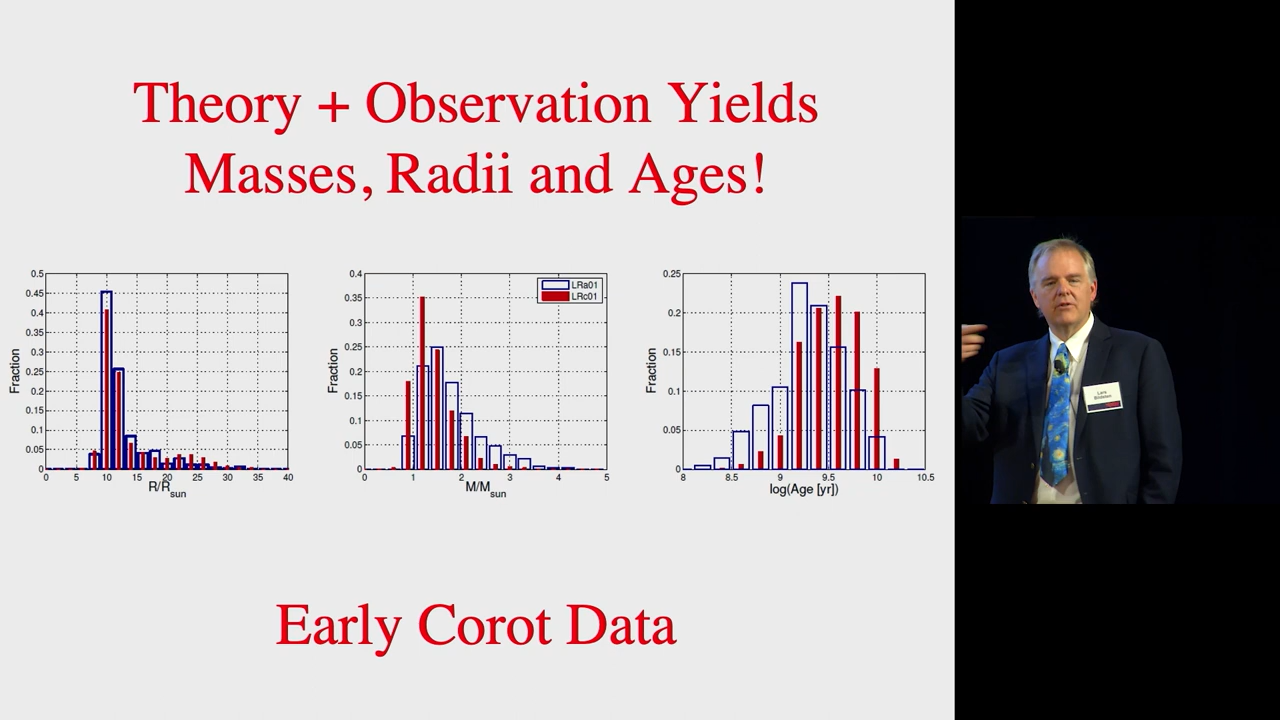 Theory + Observation Yields
Masses, Radii and Ages!
0.5
0.45
0.4
0.35
0.3
0.25
0.2
0.15
0.1
0.05
0
Fraction
0 5 10 15 20 25 30 35 40
R/Rsun
0.4
0.35
0.3
0.25
0.2
0.15
0.1
0.05
0
Fraction
LRa01
LRc01
0 1 2 3 4 5
M/Msun
0.25
0.2
0.15
0.1
0.05
0
Fraction
8 8.5 9 9.5 10 10.5
log(Age [yr])
Early Corot Data
Lars
Bildsten